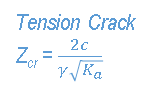 Tension Crack
Z_cr = 2c / γ√K_a